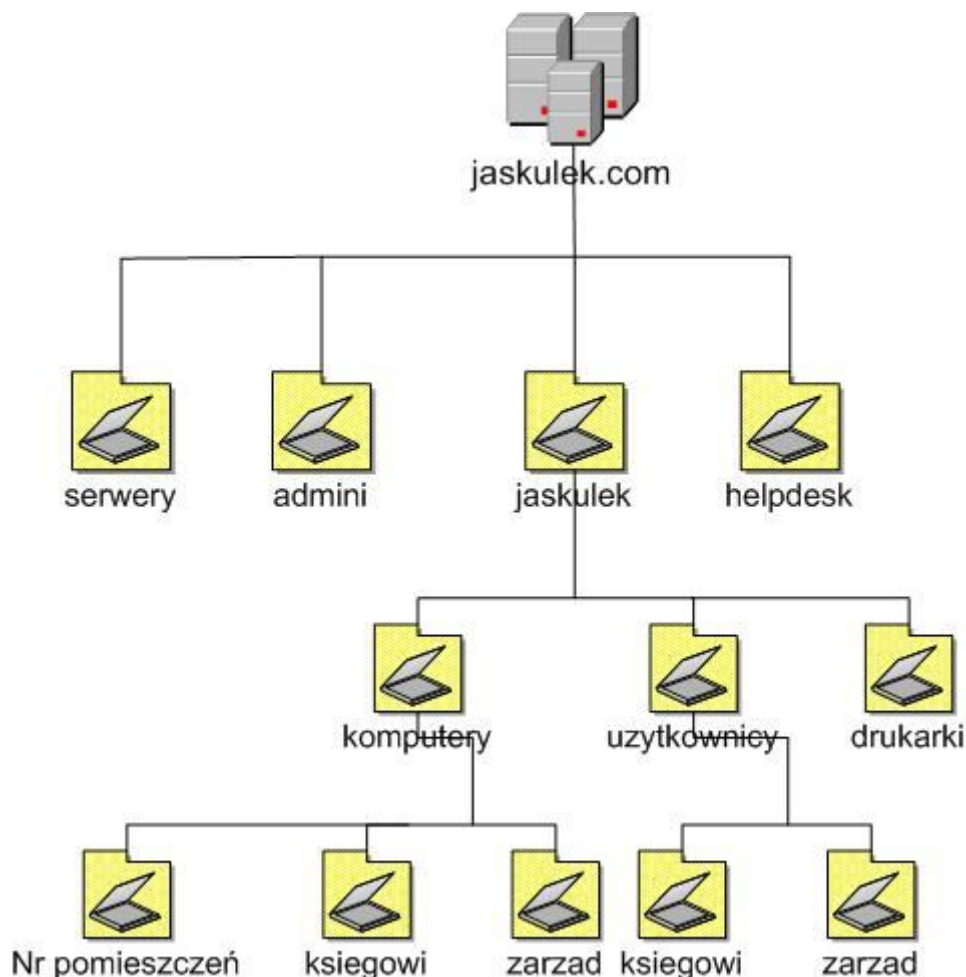 jaskulek.com
serwery admini jaskulek helpdesk
komputery uzytkownicy drukarki
Nr pomieszczeń ksiegowi zarzad ksiegowi zarzad